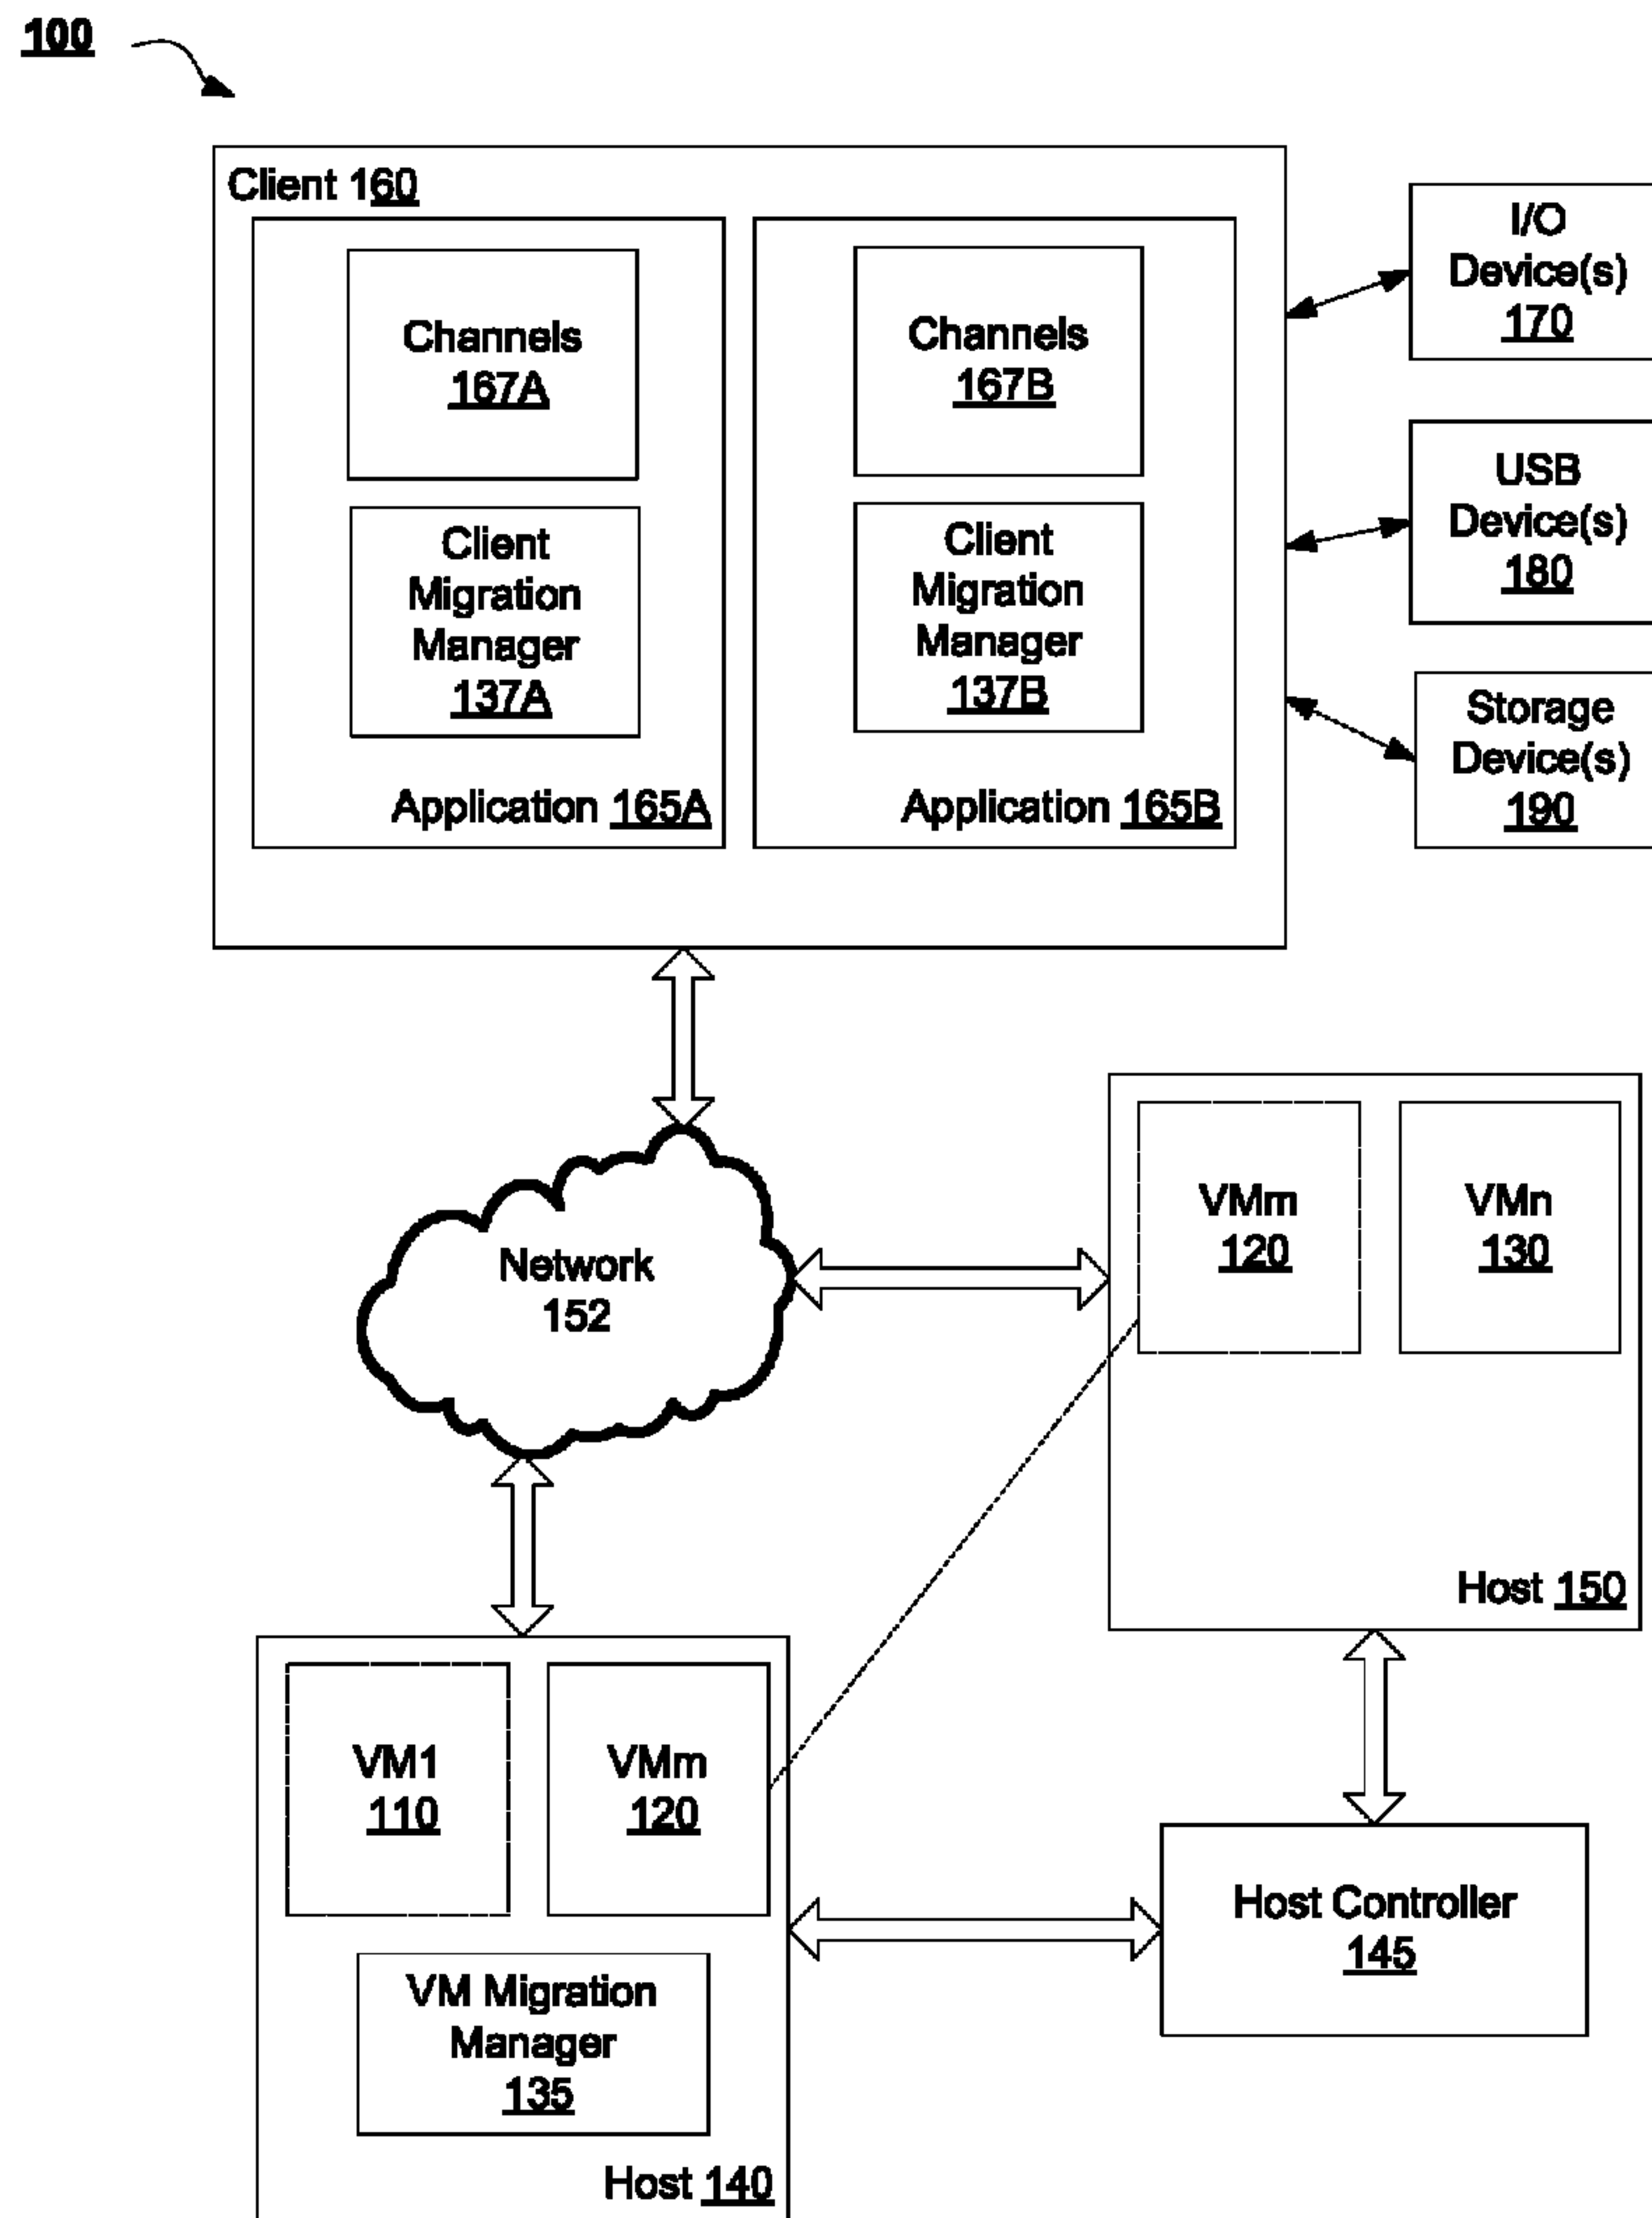 100
Client 160
Channels
167A
Client
Migration
Manager
137A
Application 165A
Channels
167B
Client
Migration
Manager
137B
Application 165B
I/O
Device(s)
170
USB
Device(s)
180
Storage
Device(s)
190
Network
152
VMm
120
VMn
130
Host 150
VM1
110
VMm
120
VM Migration
Manager
135
Host 140
Host Controller
145